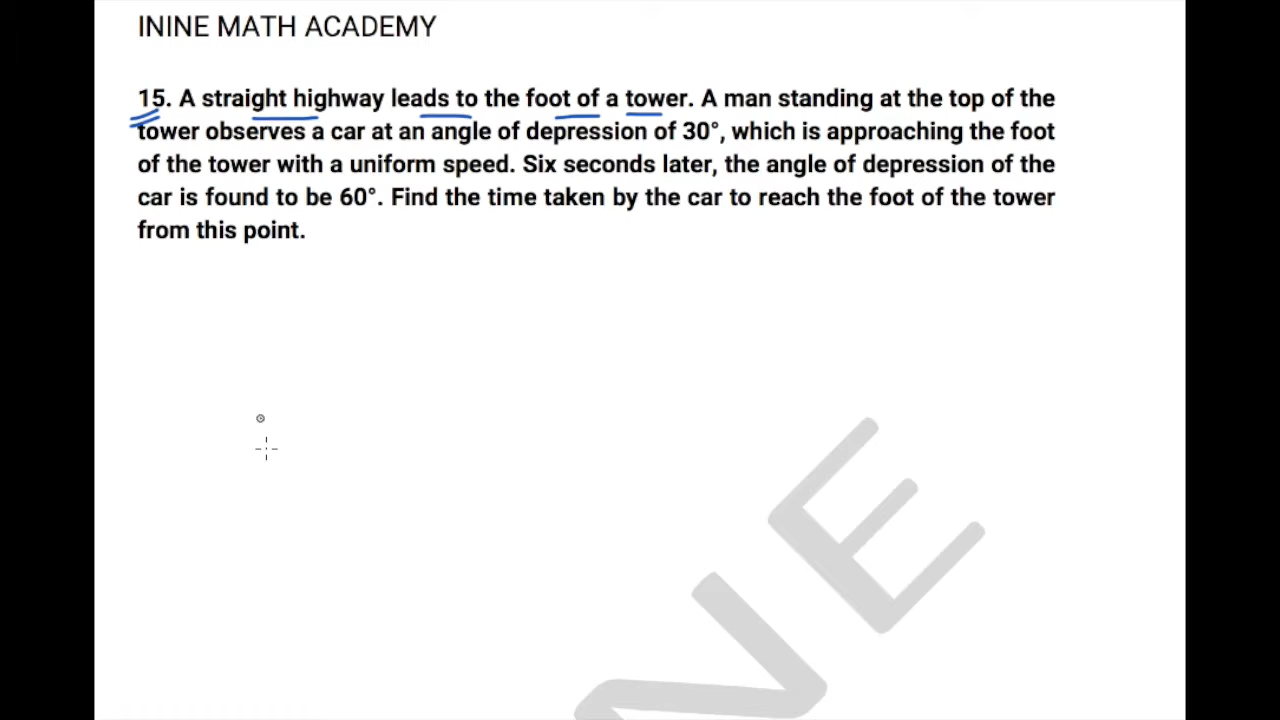 ININE MATH ACADEMY
15. A straight highway leads to the foot of a tower. A man standing at the top of the
tower observes a car at an angle of depression of 30°, which is approaching the foot
of the tower with a uniform speed. Six seconds later, the angle of depression of the
car is found to be 60°. Find the time taken by the car to reach the foot of the tower
from this point.
NE